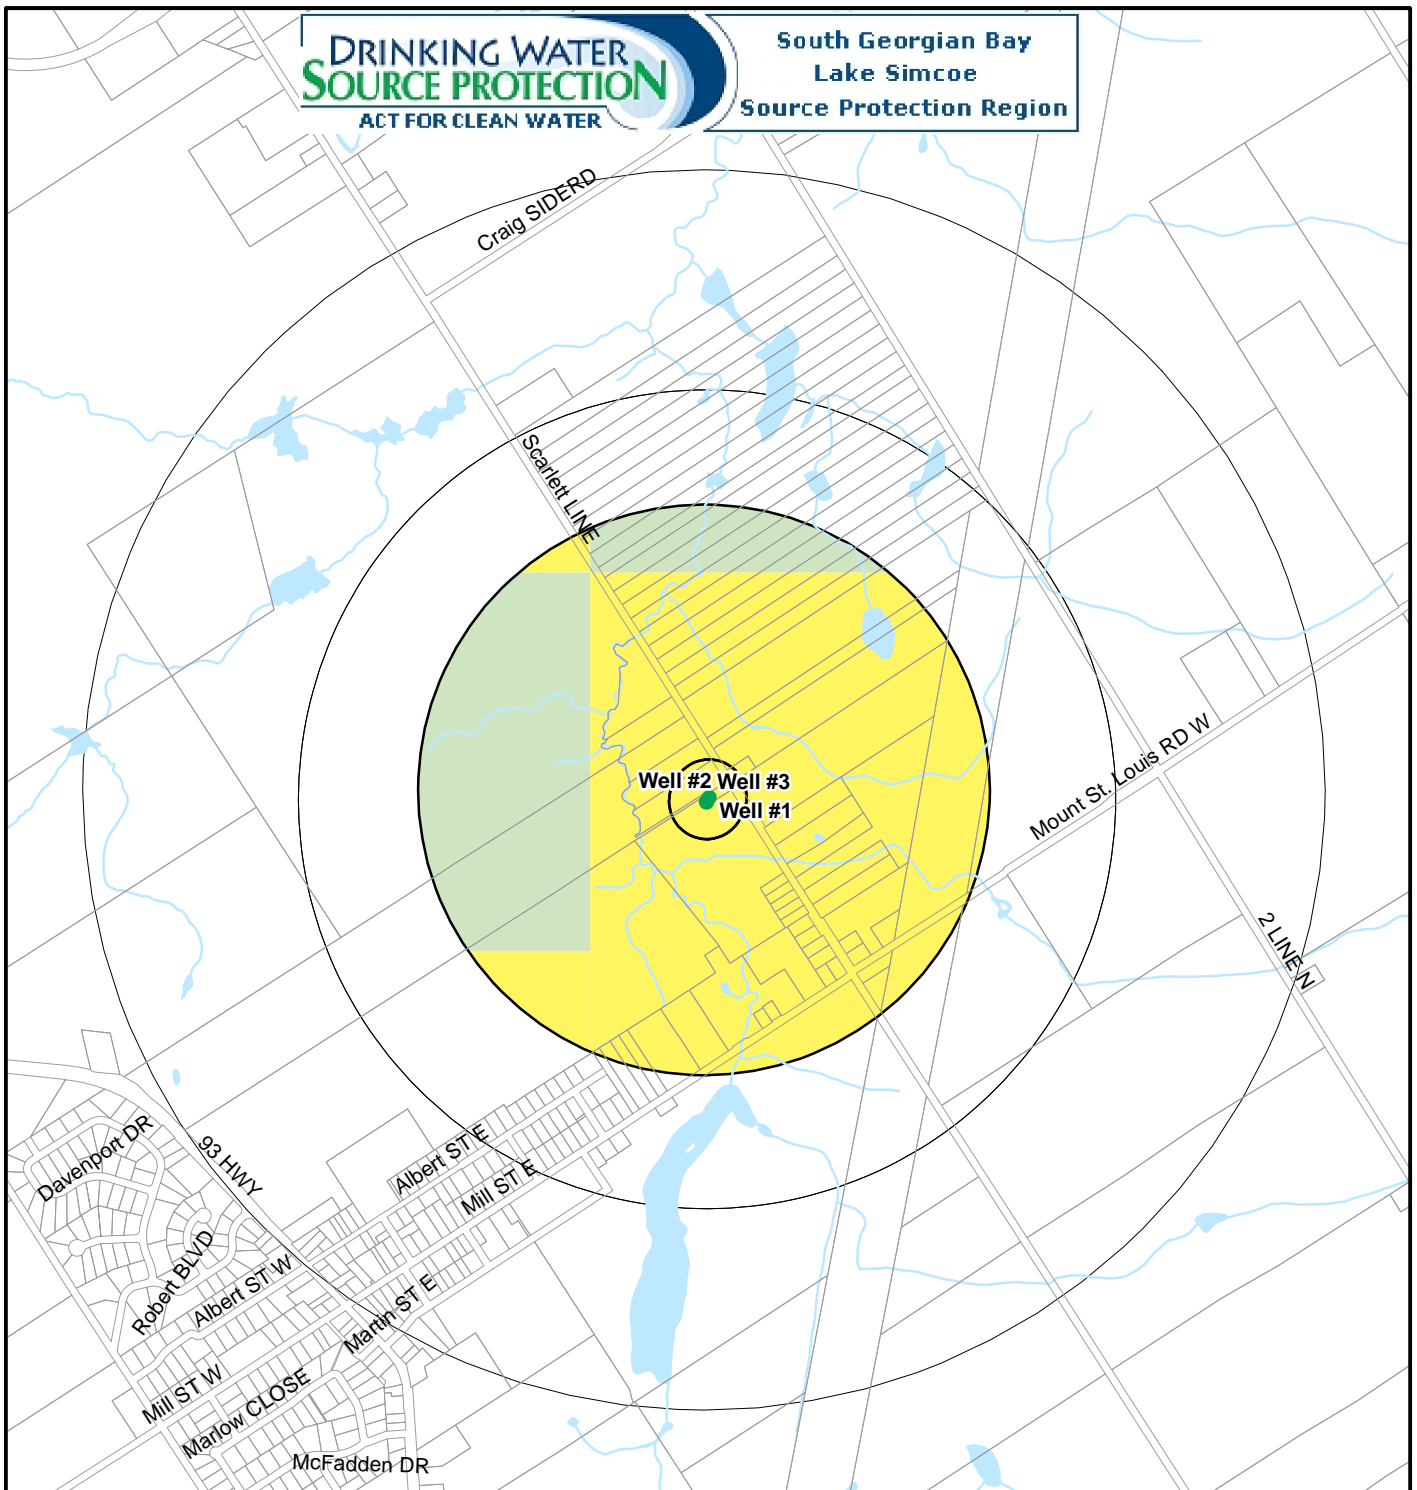 DRINKING WATER
SOURCE PROTECTION
ACT FOR CLEAN WATER
South Georgian Bay
Lake Simcoe
Source Protection Region
Craig SIDERD
Scarlett LINE
Well #2 Well #3
Well #1
Mount St. Louis RD W
2 LINE N
Davenport DR
93 HWY
Albert ST E
Mill ST E
Robert BLVD
Albert ST W
Martin ST E
Mill ST W
Marlow CLOSE
McFadden DR